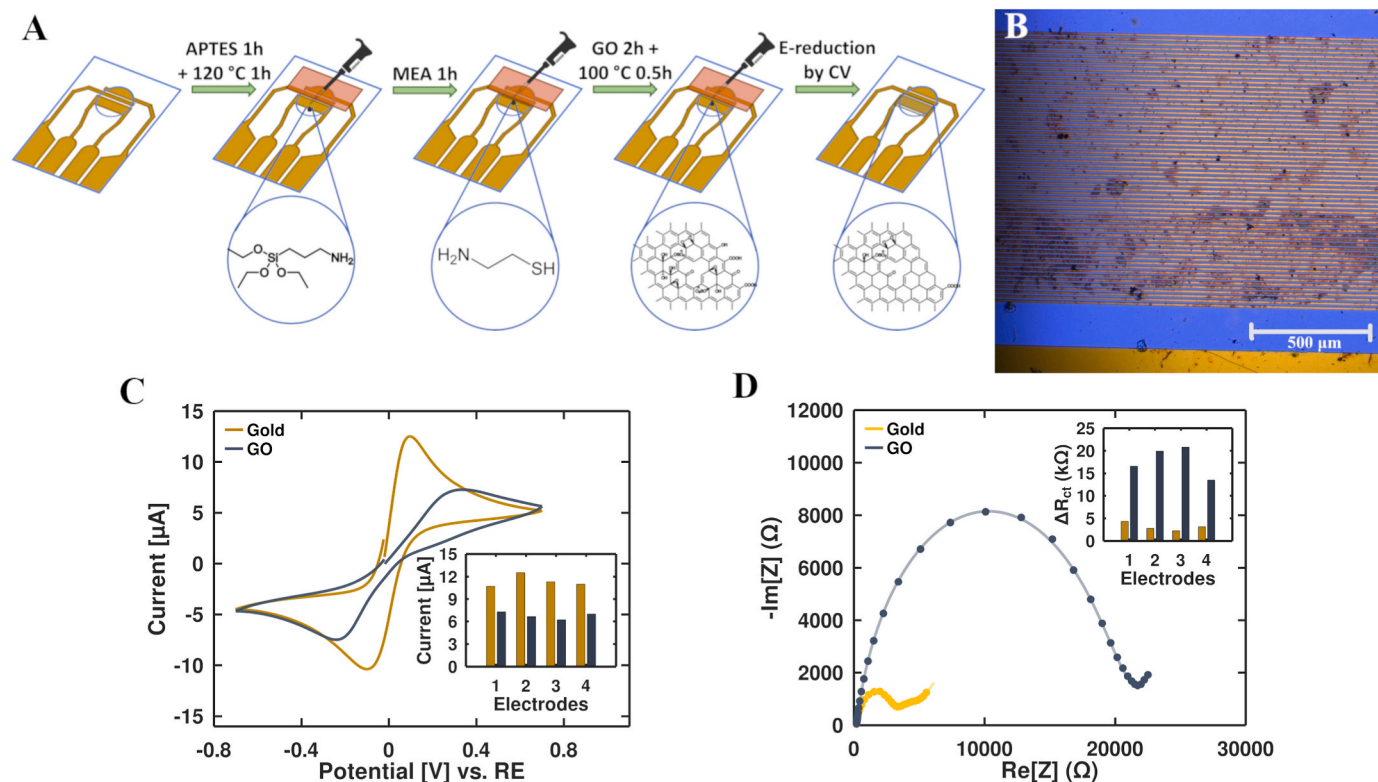 A
APTES 1h
+ 120 °C 1h
MEA 1h
GO 2h +
100 °C 0.5h
E-reduction
by CV
O
Si
NH2
O
O
H2N
SH
B
500 µm
C
Gold
GO
Current [µA]
15
10
5
0
-5
-10
-15
-0.8
-0.4
0
0.4
0.8
Potential [V] vs. RE
Current [µA]
15
12
9
6
3
0
1
2
3
4
Electrodes
D
Gold
GO
-Im[Z] (Ω)
12000
10000
8000
6000
4000
2000
0
0
10000
20000
30000
Re[Z] (Ω)
ΔRct (kΩ)
25
20
15
10
5
0
1
2
3
4
Electrodes